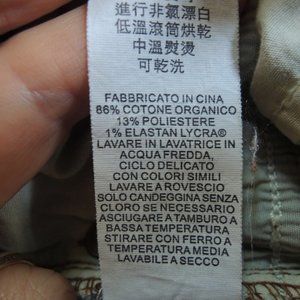 進行非氯漂白
低溫滾筒烘乾
中溫熨燙
可乾洗
FABBRICATO IN CINA
86% COTONE ORGANICO
13% POLIESTERE
1% ELASTAN LYCRA®
LAVARE IN LAVATRICE IN
ACQUA FREDDA,
CICLO DELICATO
CON COLORI SIMILI
LAVARE A ROVESCIO
SOLO CANDEGGINA SENZA
CLORO SE NECESSARIO
ASCIUGARE A TAMBURO A
BASSA TEMPERATURA
STIRARE CON FERRO A
TEMPERATURA MEDIA
LAVABILE A SECCO